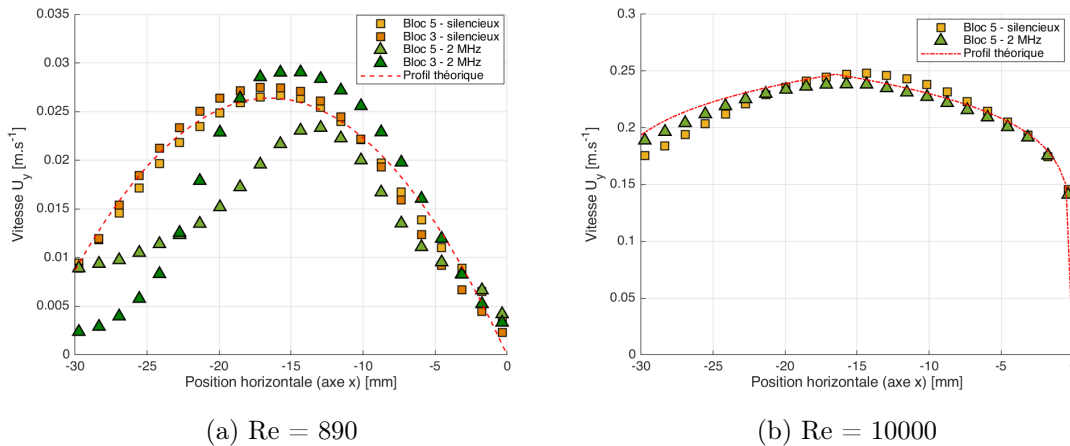 0.035
0.03
0.025
0.02
0.015
0.01
0.005
0
Vitesse U_y [m.s⁻¹]
Bloc 5 - silencieux
Bloc 3 - silencieux
Bloc 5 - 2 MHz
Bloc 3 - 2 MHz
Profil théorique
-30 -25 -20 -15 -10 -5 0
Position horizontale (axe x) [mm]
(a) Re = 890
0.3
0.25
0.2
0.15
0.1
0.05
0
Vitesse U_y [m.s⁻¹]
Bloc 5 - silencieux
Bloc 5 - 2 MHz
Profil théorique
-30 -25 -20 -15 -10 -5
Position horizontale (axe x) [mm]
(b) Re = 10000